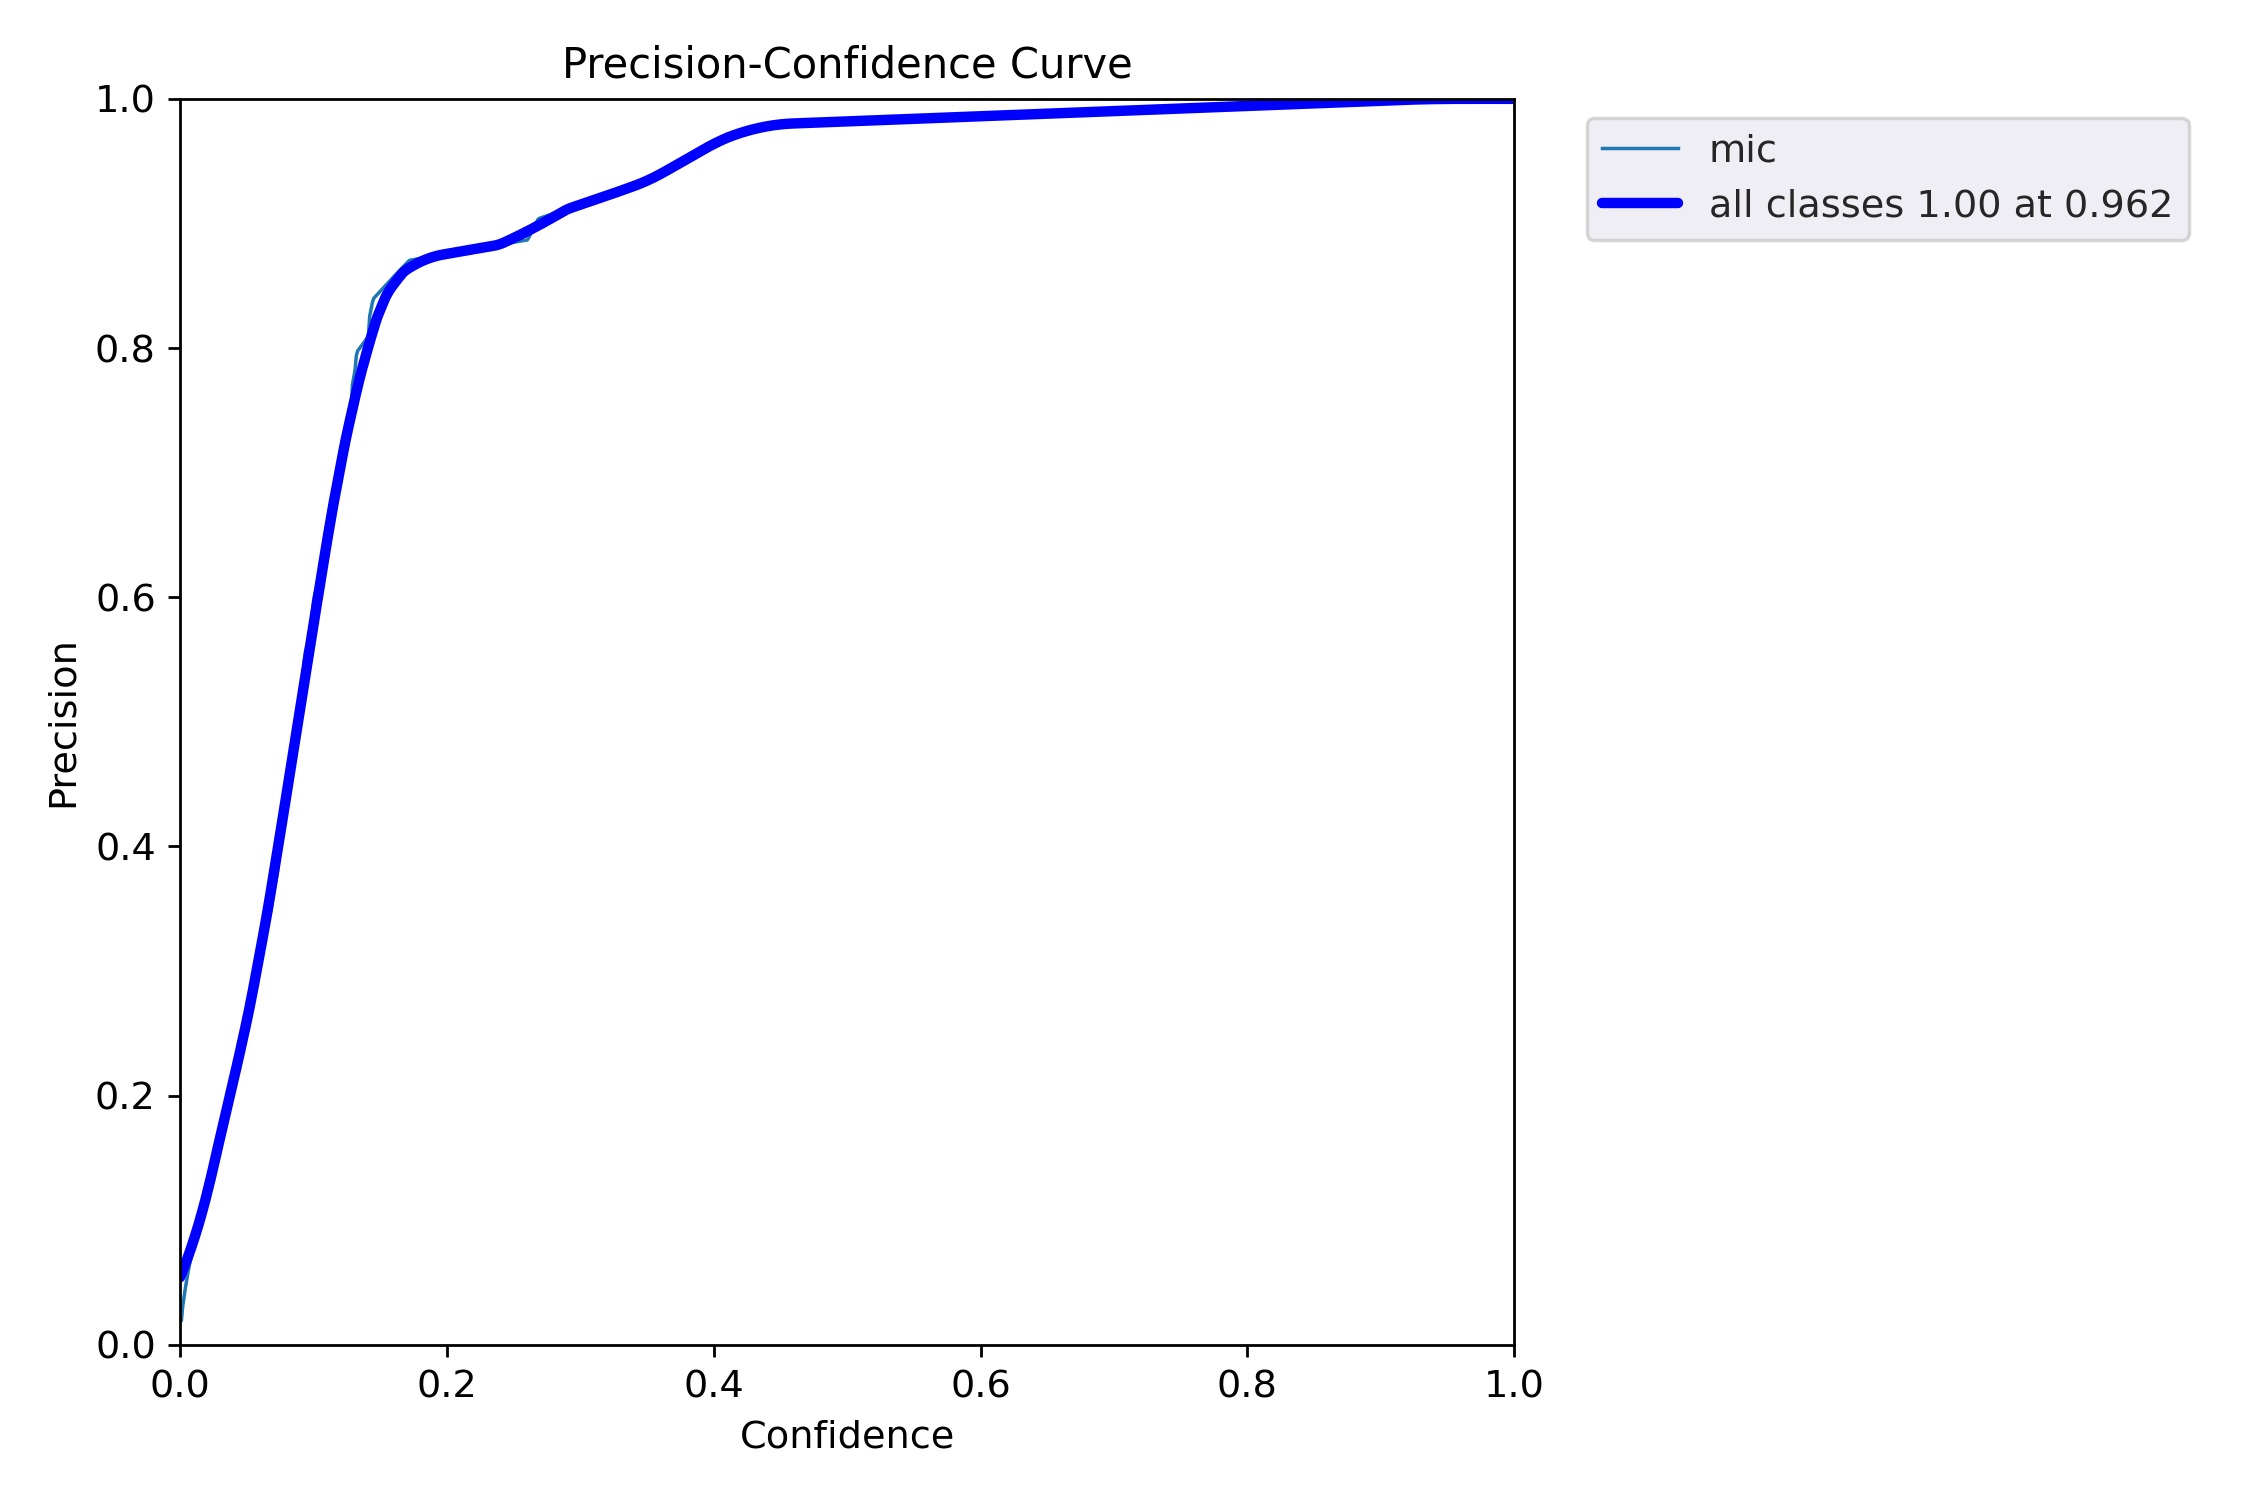 Precision-Confidence Curve
1.0
0.8
0.6
0.4
0.2
0.0
Precision
0.0 0.2 0.4 0.6 0.8 1.0
Confidence
mic
all classes 1.00 at 0.962